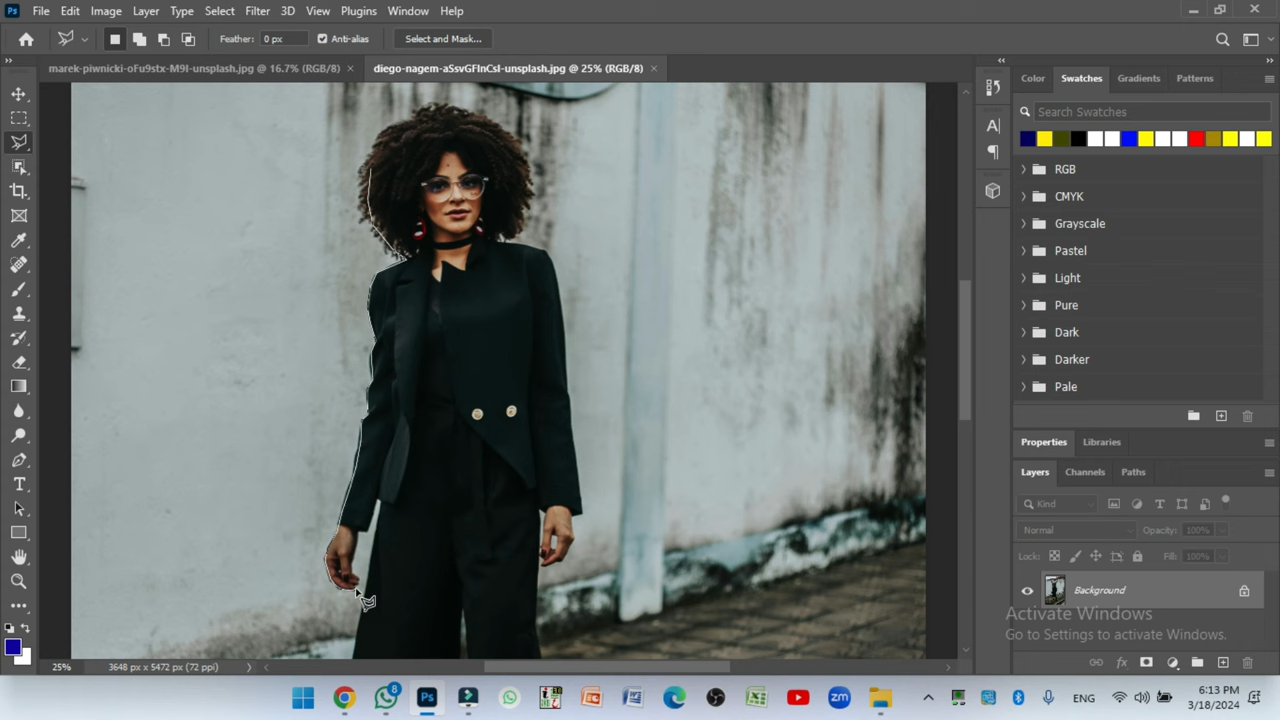 Ps File Edit Image Layer Type Select Filter 3D View Plugins Window Help
Feather: 0 px Anti-alias Select and Mask...
marek-piwnicki-oFu9stx-M9I-unsplash.jpg @ 16.7% (RGB/8) diego-nagem-aSsvGFInCsI-unsplash.jpg @ 25% (RGB/8)
Color Swatches Gradients Patterns
Search Swatches
RGB
CMYK
Grayscale
Pastel
Light
Pure
Dark
Darker
Pale
Properties Libraries
Layers Channels Paths
Kind
Normal Opacity: 100%
Lock: Fill: 100%
Background
Activate Windows
Go to Settings to activate Windows.
25% 3648 px x 5472 px (72 ppi)
8 Ps zm ENG 6:13 PM
3/18/2024